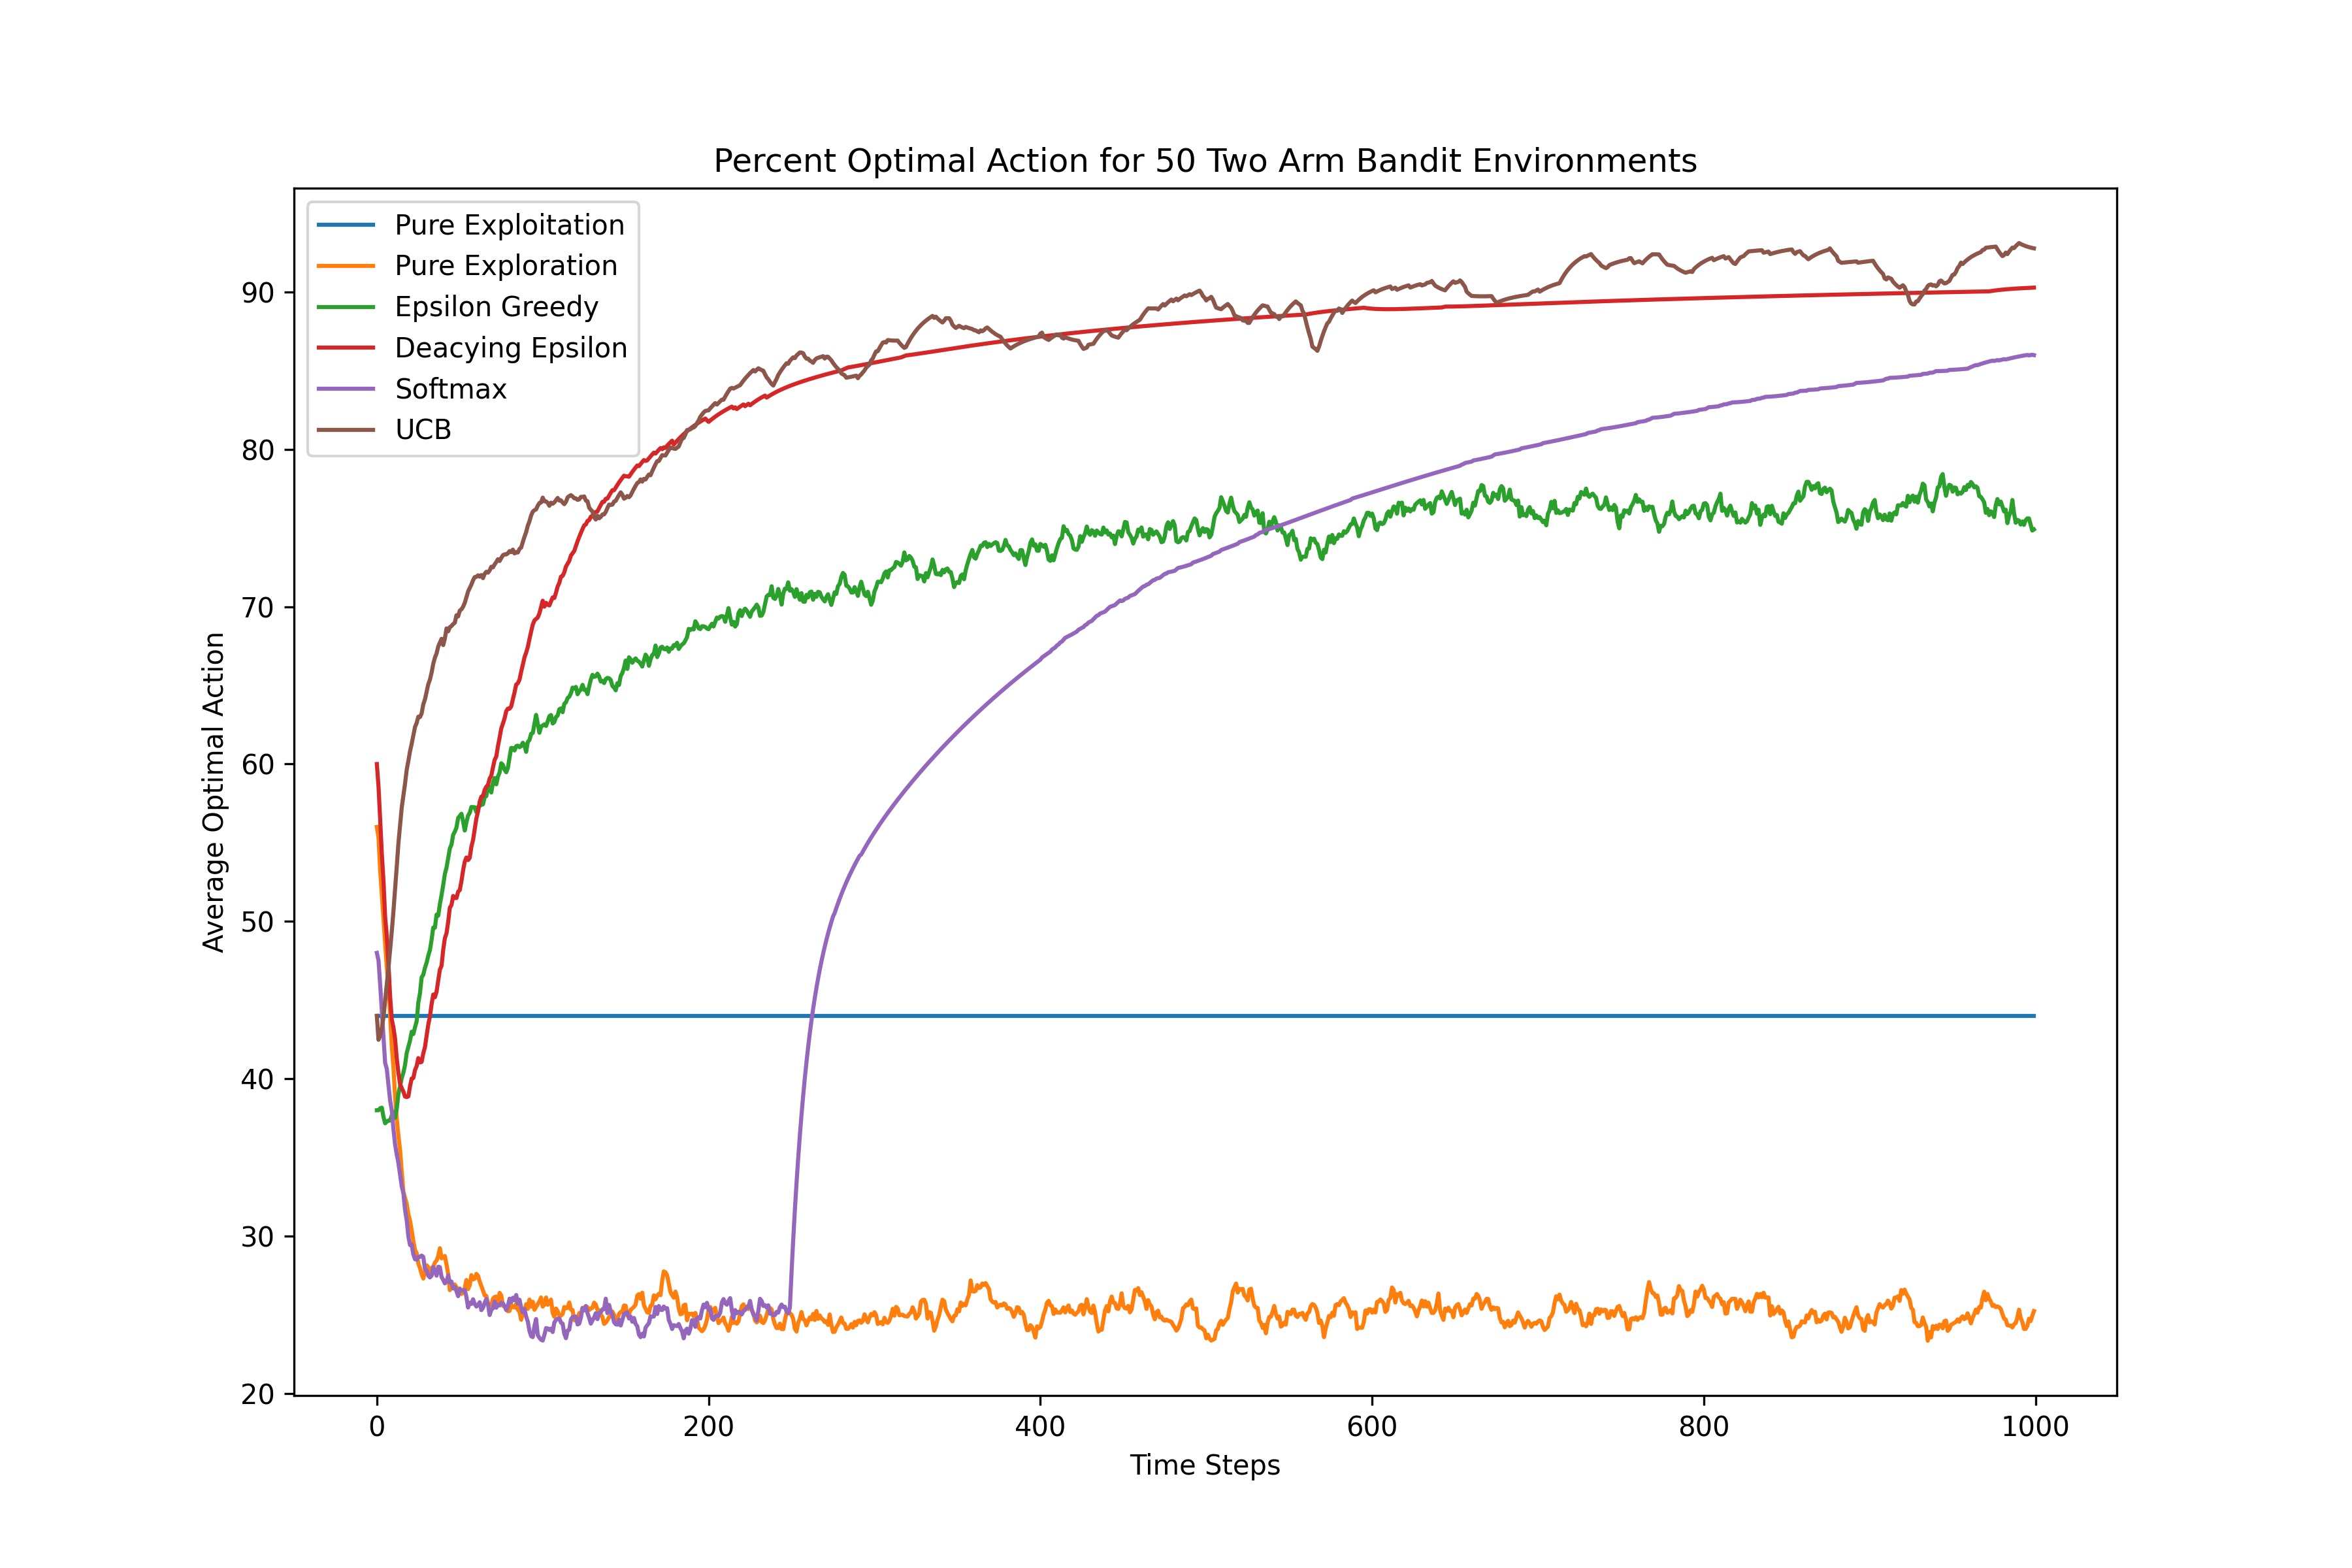 Percent Optimal Action for 50 Two Arm Bandit Environments
Pure Exploitation
Pure Exploration
Epsilon Greedy
Deacying Epsilon
Softmax
UCB
Average Optimal Action
90
80
70
60
50
40
30
20
0 200 400 600 800 1000
Time Steps